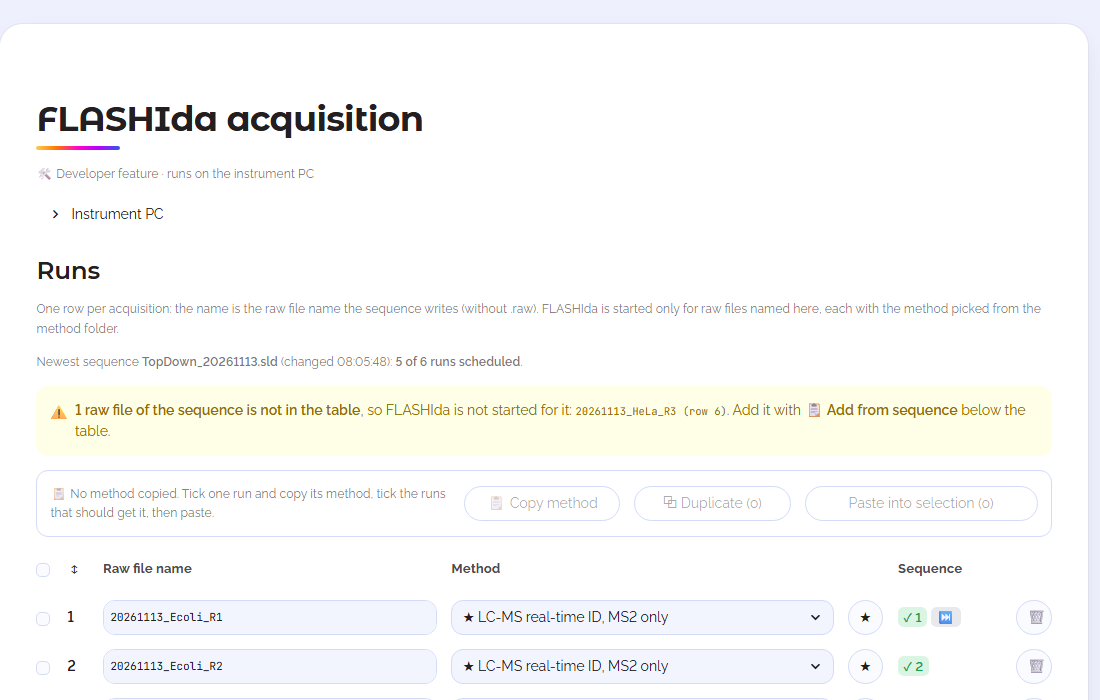 FLASHIda acquisition
🛠️ Developer feature · runs on the instrument PC
Instrument PC
Runs
One row per acquisition: the name is the raw file name the sequence writes (without .raw). FLASHIda is started only for raw files named here, each with the method picked from the
method folder.
Newest sequence TopDown_20261113.sld (changed 08:05:48): 5 of 6 runs scheduled.
⚠️ 1 raw file of the sequence is not in the table, so FLASHIda is not started for it: 20261113_HeLa_R3 (row 6). Add it with 📋 Add from sequence below the
table.
📋 No method copied. Tick one run and copy its method, tick the runs
that should get it, then paste.
📋 Copy method
Duplicate (0)
Paste into selection (0)
↕ Raw file name Method Sequence
1 20261113_Ecoli_R1 ★ LC-MS real-time ID, MS2 only ★ ✓ 1 ⏭️ 🗑️
2 20261113_Ecoli_R2 ★ LC-MS real-time ID, MS2 only ★ ✓ 2 🗑️